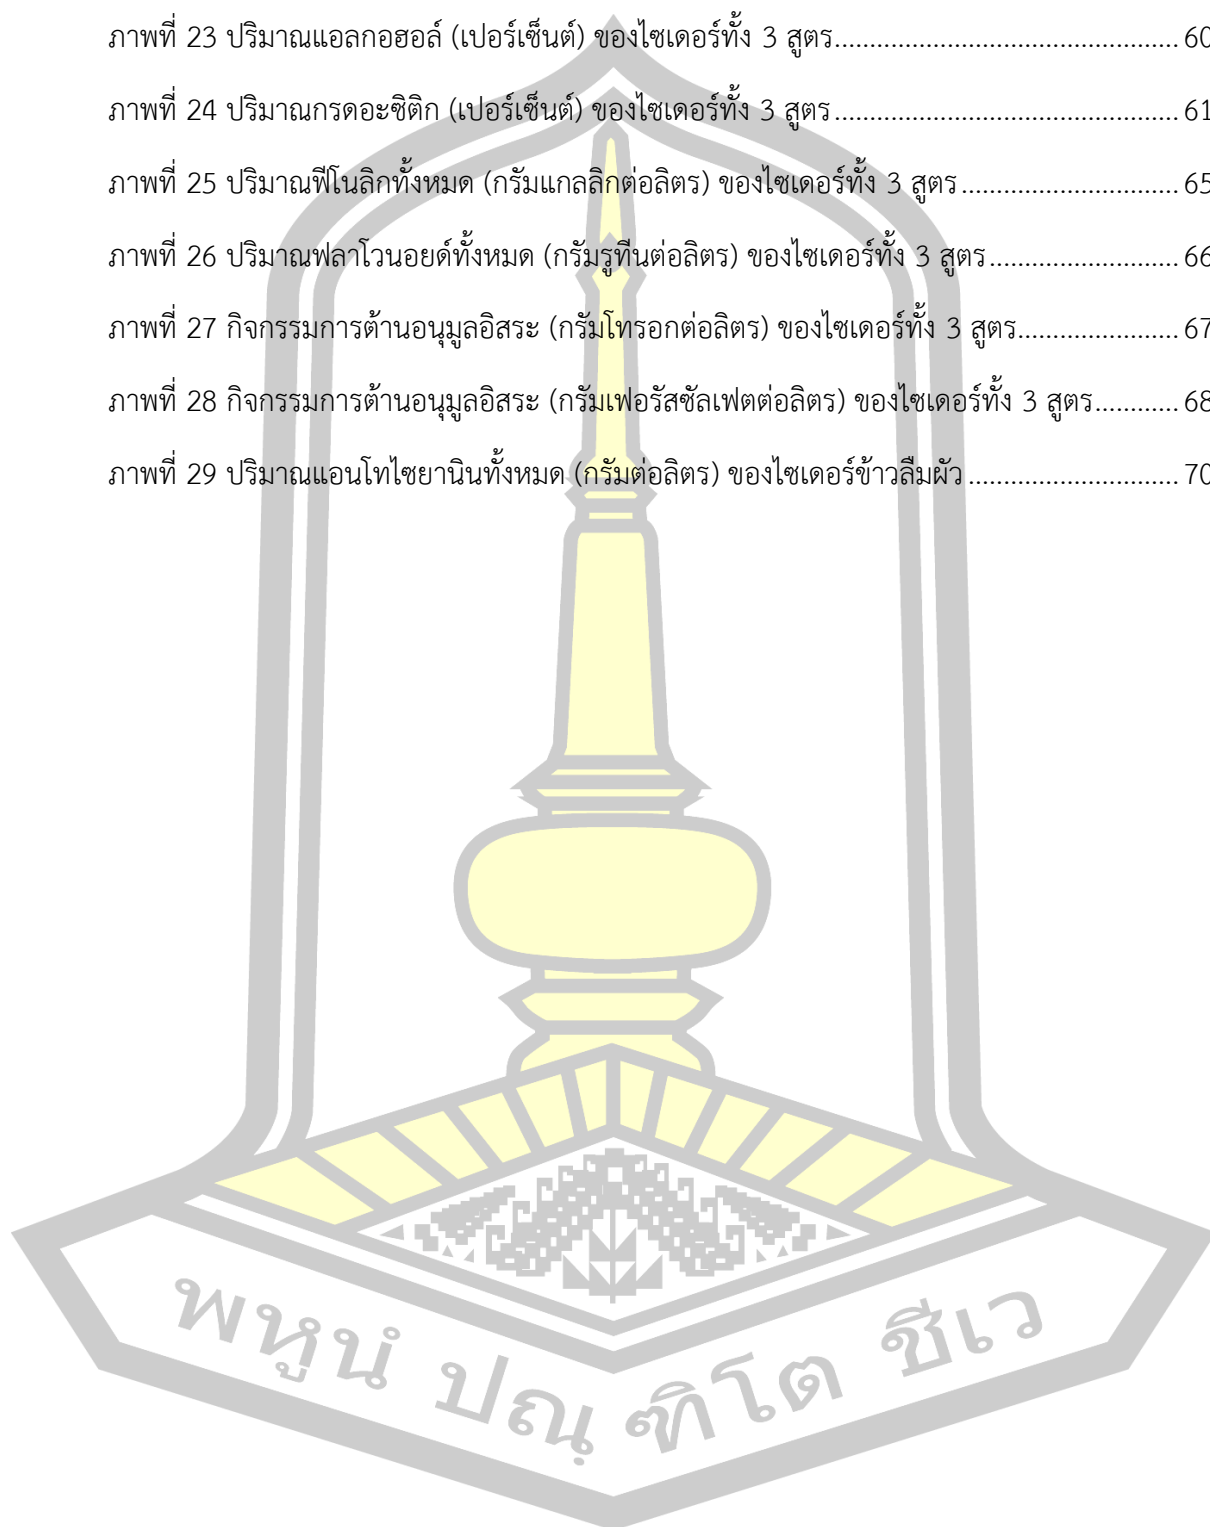 ภาพที่ 23 ปริมาณแอลกอฮอล์ (เปอร์เซ็นต์) ของไซเดอร์ทั้ง 3 สูตร................................................. 60
ภาพที่ 24 ปริมาณกรดอะซิติก (เปอร์เซ็นต์) ของไซเดอร์ทั้ง 3 สูตร................................................. 61
ภาพที่ 25 ปริมาณฟีโนลิกทั้งหมด (กรัมแกลลิกต่อลิตร) ของไซเดอร์ทั้ง 3 สูตร............................... 65
ภาพที่ 26 ปริมาณฟลาโวนอยด์ทั้งหมด (กรัมรูทีนต่อลิตร) ของไซเดอร์ทั้ง 3 สูตร........................... 66
ภาพที่ 27 กิจกรรมการต้านอนุมูลอิสระ (กรัมโทรอกต่อลิตร) ของไซเดอร์ทั้ง 3 สูตร....................... 67
ภาพที่ 28 กิจกรรมการต้านอนุมูลอิสระ (กรัมเฟอรัสซัลเฟตต่อลิตร) ของไซเดอร์ทั้ง 3 สูตร............ 68
ภาพที่ 29 ปริมาณแอนโทไซยานินทั้งหมด (กรัมต่อลิตร) ของไซเดอร์ข้าวลืมผัว.............................. 70
พหูนํ ปณฺฑิโต ชีเว